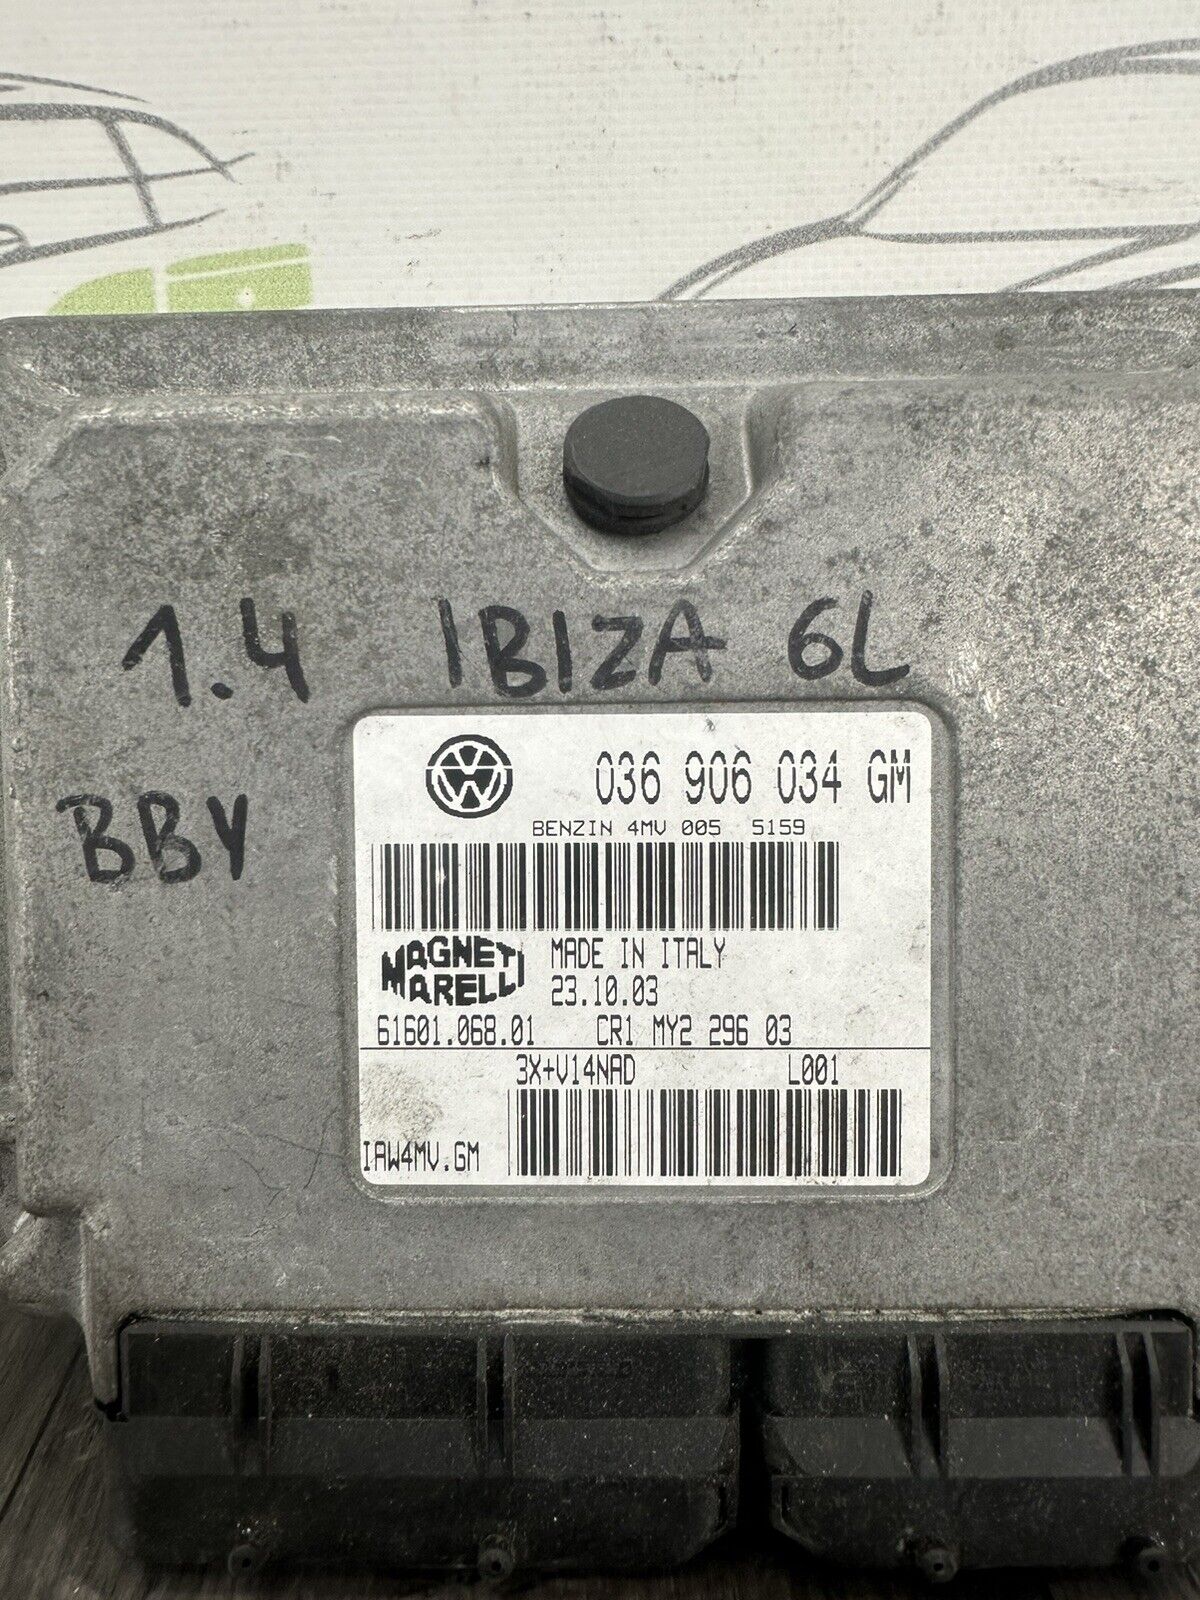 1.4 IBIZA 6L
BBY
036 906 034 GM
BENZIN 4MV 005 5159
MAGNETI MARELLI
MADE IN ITALY
23.10.03
61601.068.01 CR1 MY2 296 03
3X+V14NAD L001
IAW4MV.GM